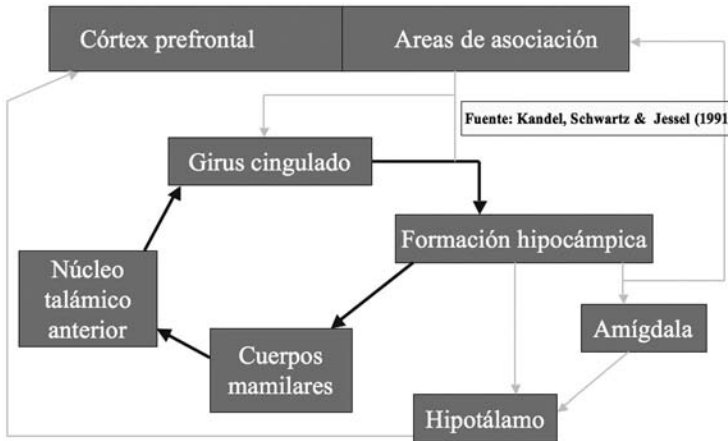 Córtex prefrontal
Areas de asociación
Fuente: Kandel, Schwartz & Jessel (1991
Girus cingulado
Formación hipocámpica
Núcleo
talámico
anterior
Amígdala
Cuerpos
mamilares
Hipotálamo